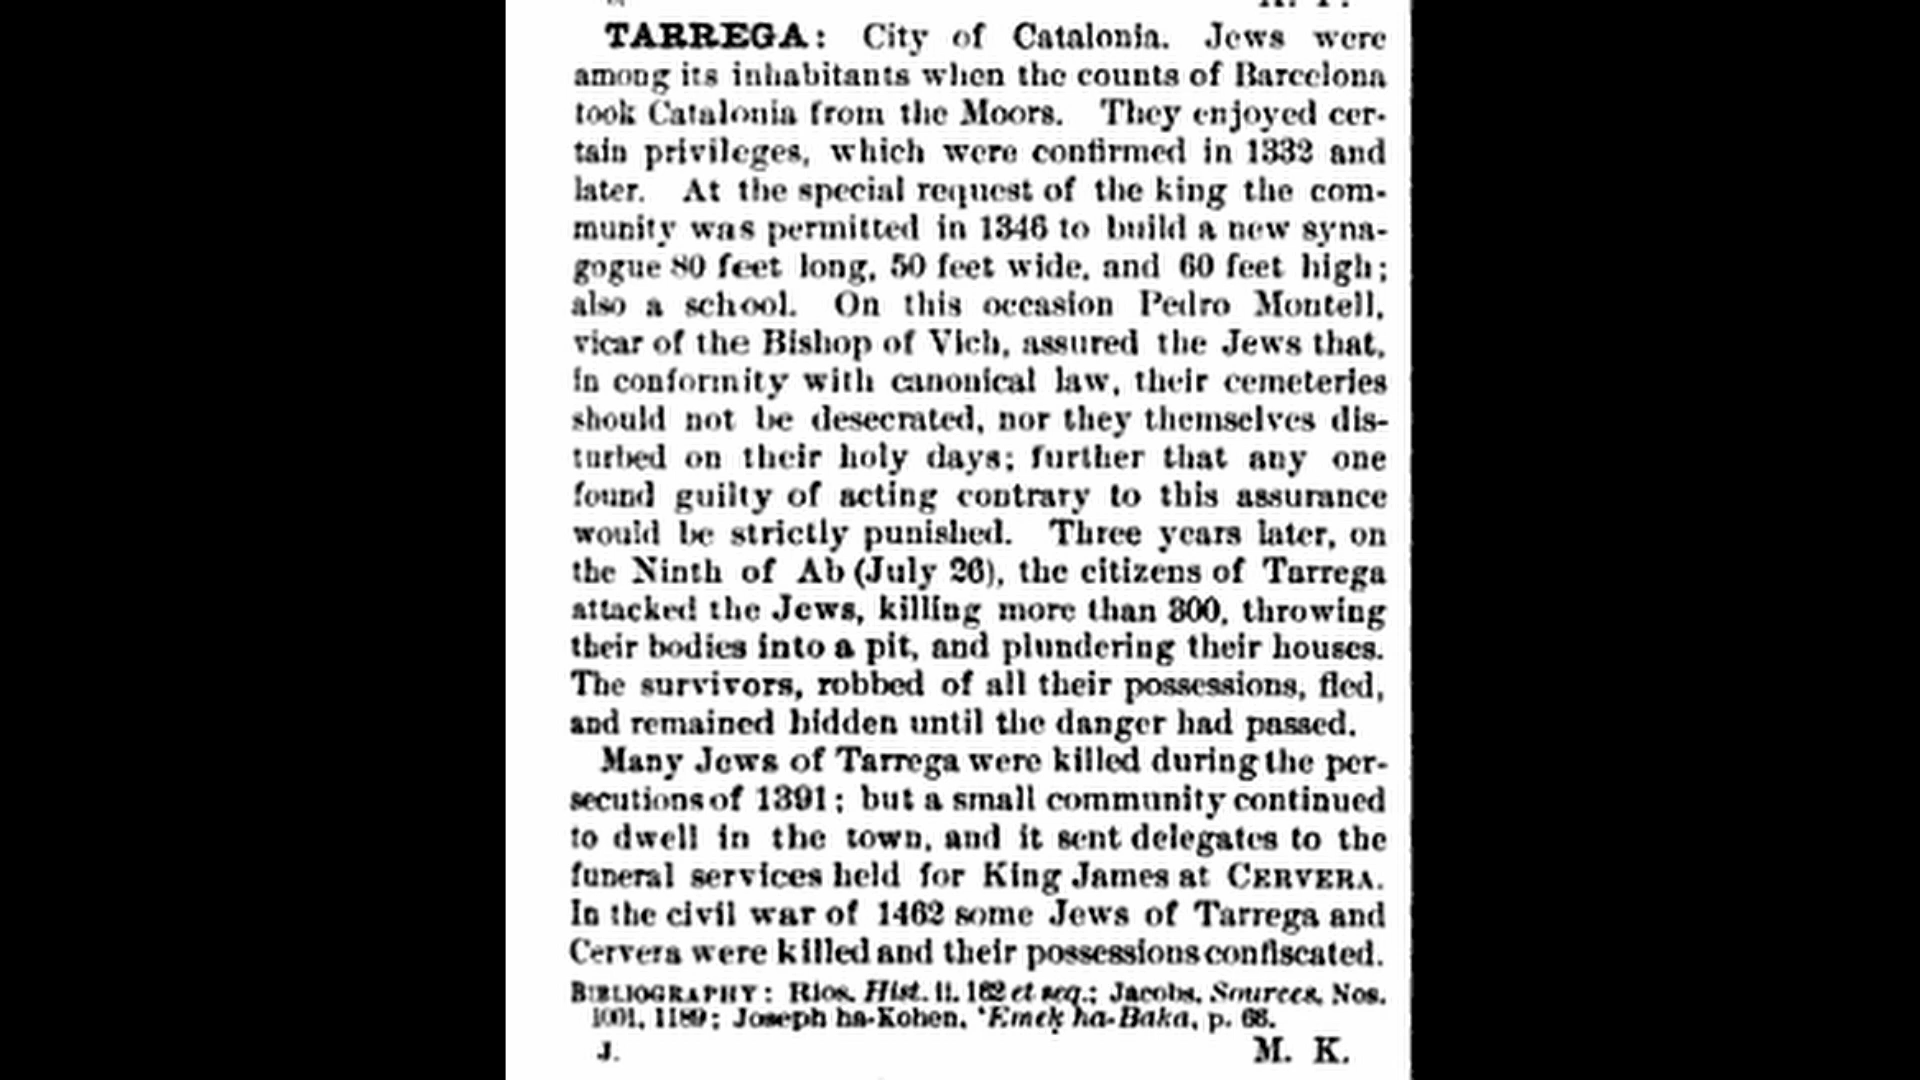 TARREGA: City of Catalonia. Jews were
among its inhabitants when the counts of Barcelona
took Catalonia from the Moors. They enjoyed cer-
tain privileges, which were confirmed in 1332 and
later. At the special request of the king the com-
munity was permitted in 1346 to build a new syna-
gogue 80 feet long, 50 feet wide, and 60 feet high;
also a school. On this occasion Pedro Montell,
vicar of the Bishop of Vich, assured the Jews that,
in conformity with canonical law, their cemeteries
should not be desecrated, nor they themselves dis-
turbed on their holy days; further that any one
found guilty of acting contrary to this assurance
would be strictly punished. Three years later, on
the Ninth of Ab (July 26), the citizens of Tarrega
attacked the Jews, killing more than 300, throwing
their bodies into a pit, and plundering their houses.
The survivors, robbed of all their possessions, fled,
and remained hidden until the danger had passed.
Many Jews of Tarrega were killed during the per-
secutions of 1391; but a small community continued
to dwell in the town, and it sent delegates to the
funeral services held for King James at CERVERA.
In the civil war of 1462 some Jews of Tarrega and
Cervera were killed and their possessions confiscated.
BIBLIOGRAPHY: Rios, Hist. ii. 162 et seq.; Jacobs, Sources, Nos.
1001, 1189; Joseph ha-Kohen, 'Emeḳ ha-Baka, p. 66.
J. M. K.